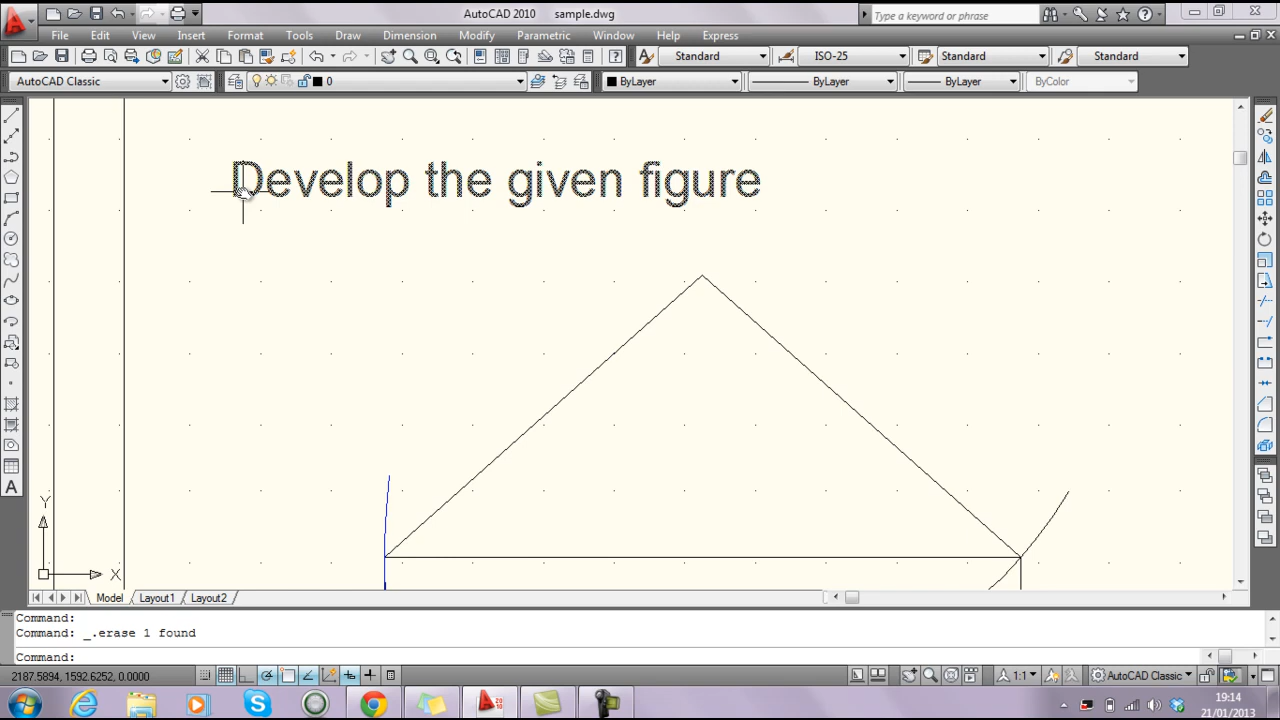 AutoCAD 2010 sample.dwg
Type a keyword or phrase
File Edit View Insert Format Tools Draw Dimension Modify Parametric Window Help Express
Standard ISO-25 Standard Standard
AutoCAD Classic 0 ByLayer ByLayer ByLayer ByColor
Develop the given figure
Y
X
A
Model Layout1 Layout2
Command:
Command: _.erase 1 found
Command:
2187.5894, 1592.6252, 0.0000 1:1 AutoCAD Classic
19:14
21/01/2013